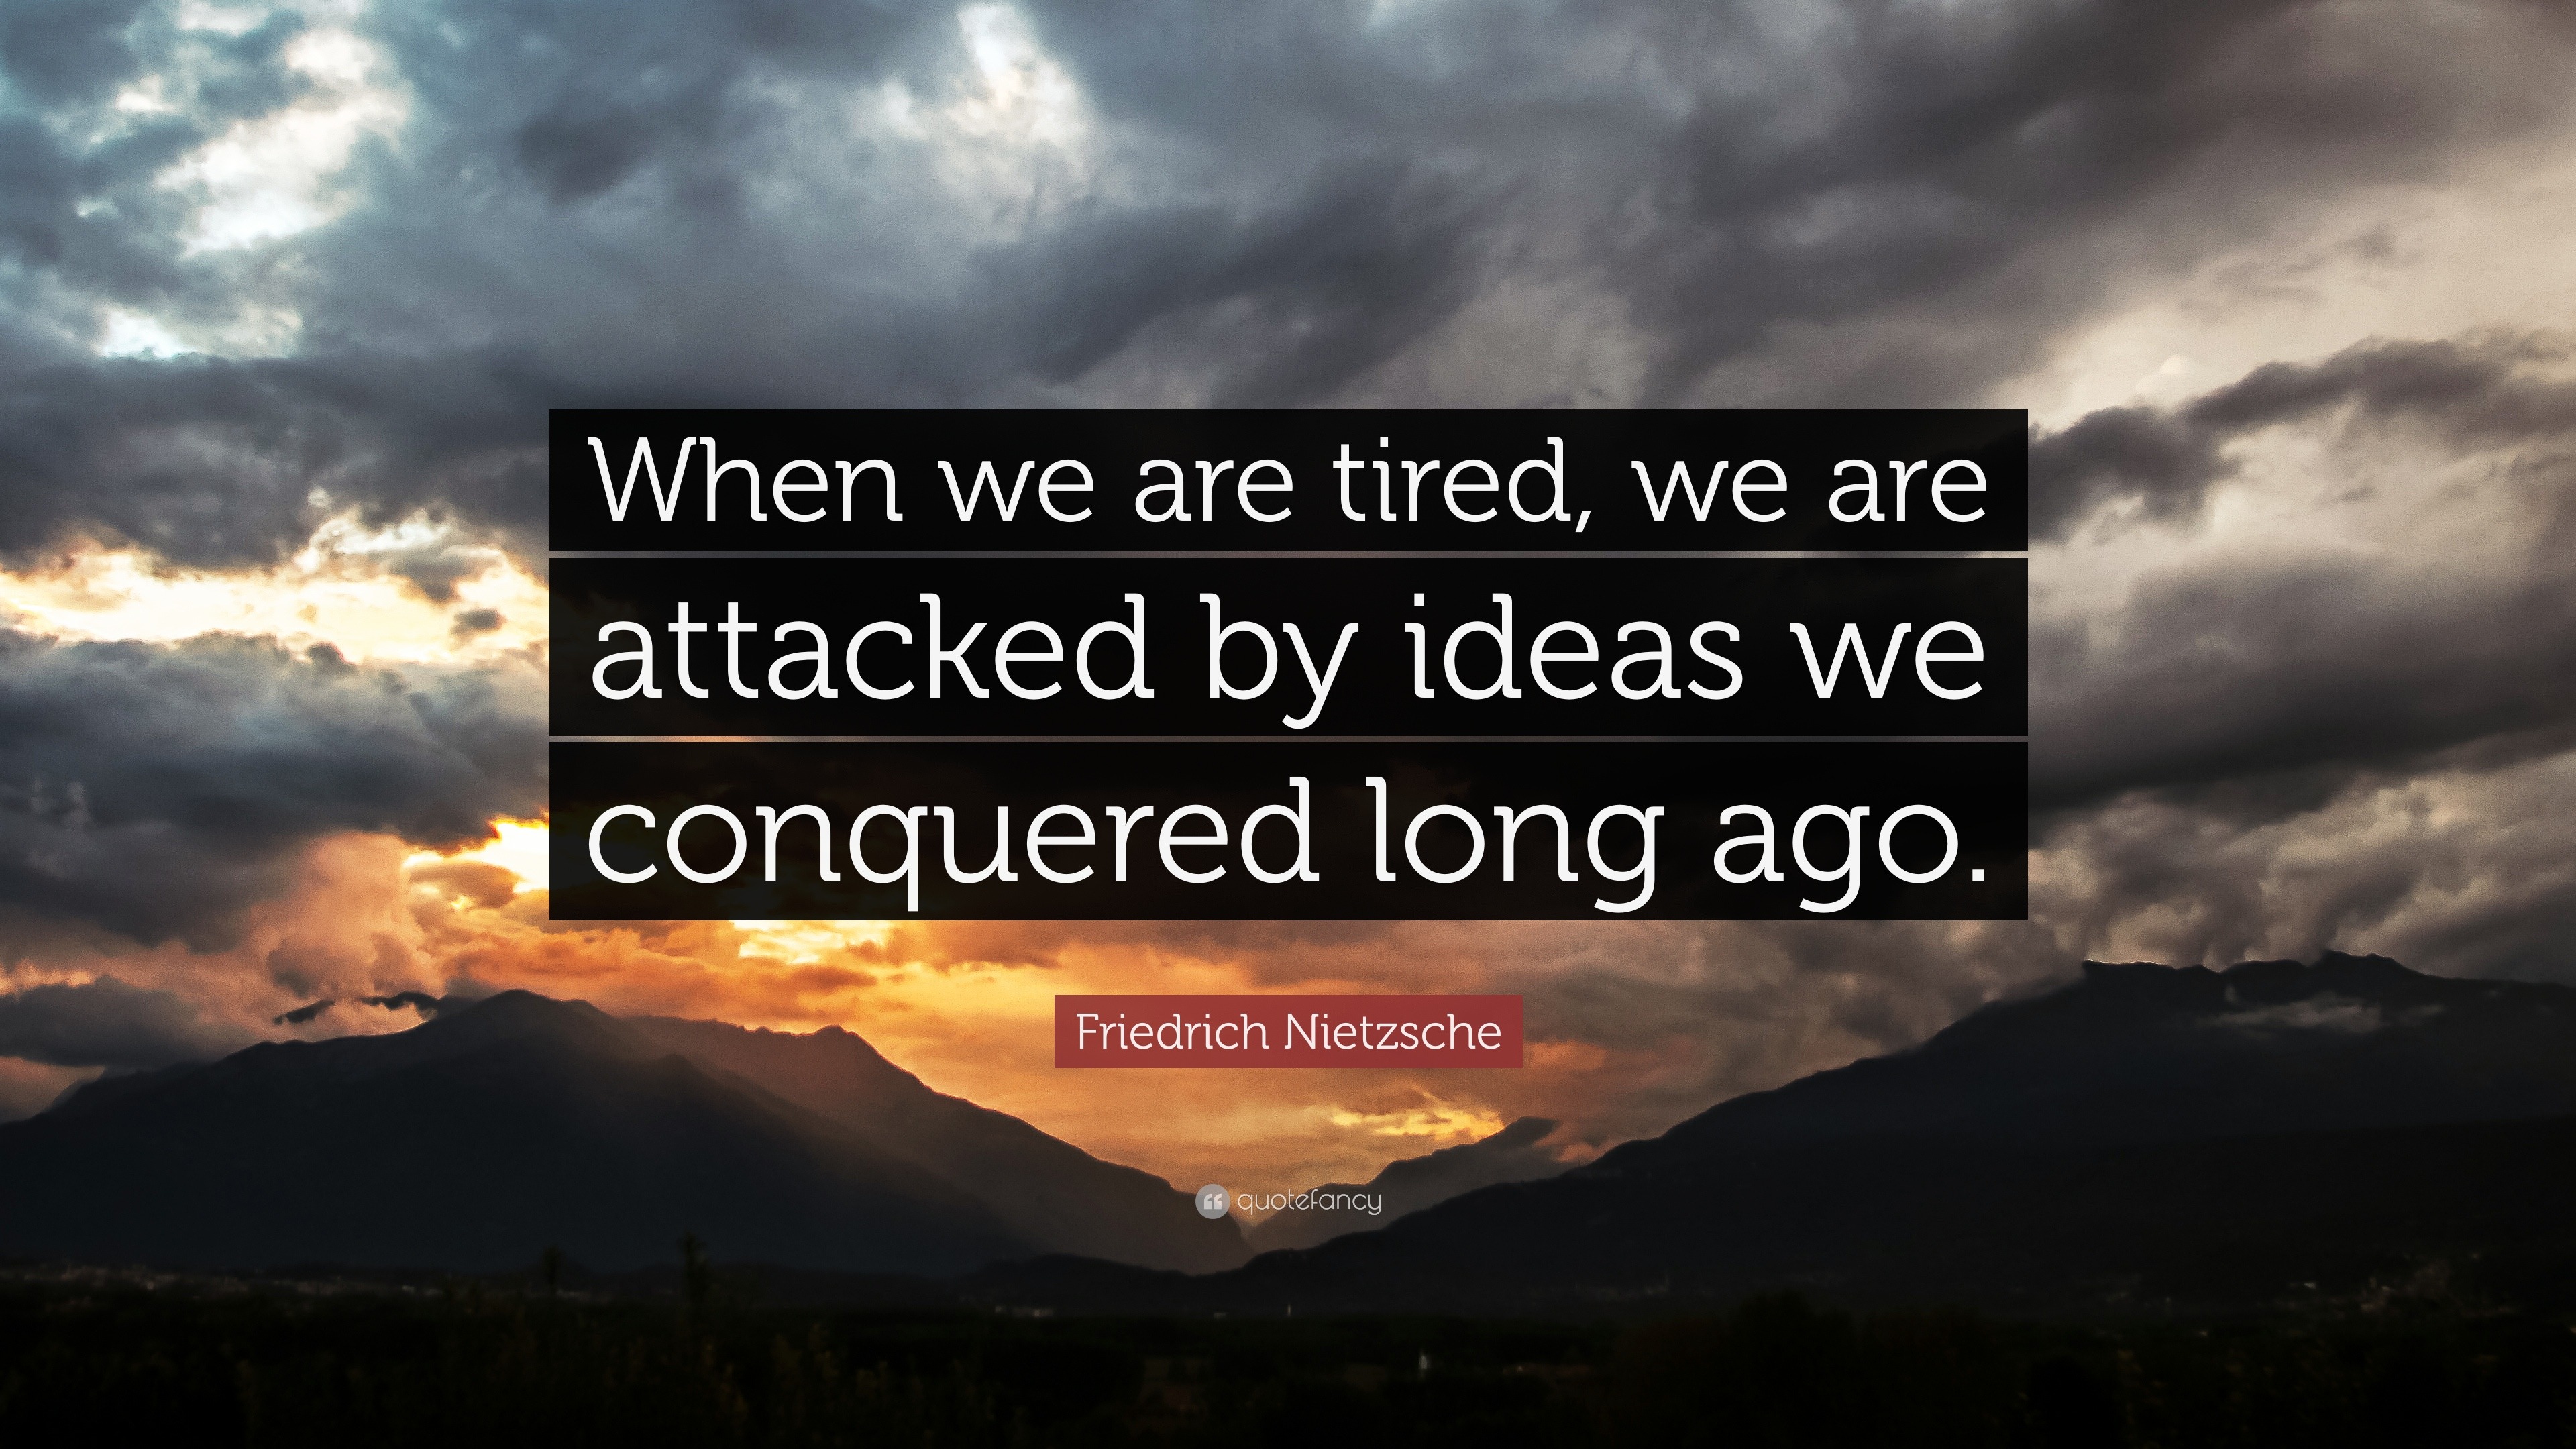 When we are tired, we are
attacked by ideas we
conquered long ago.
Friedrich Nietzsche
quotefancy